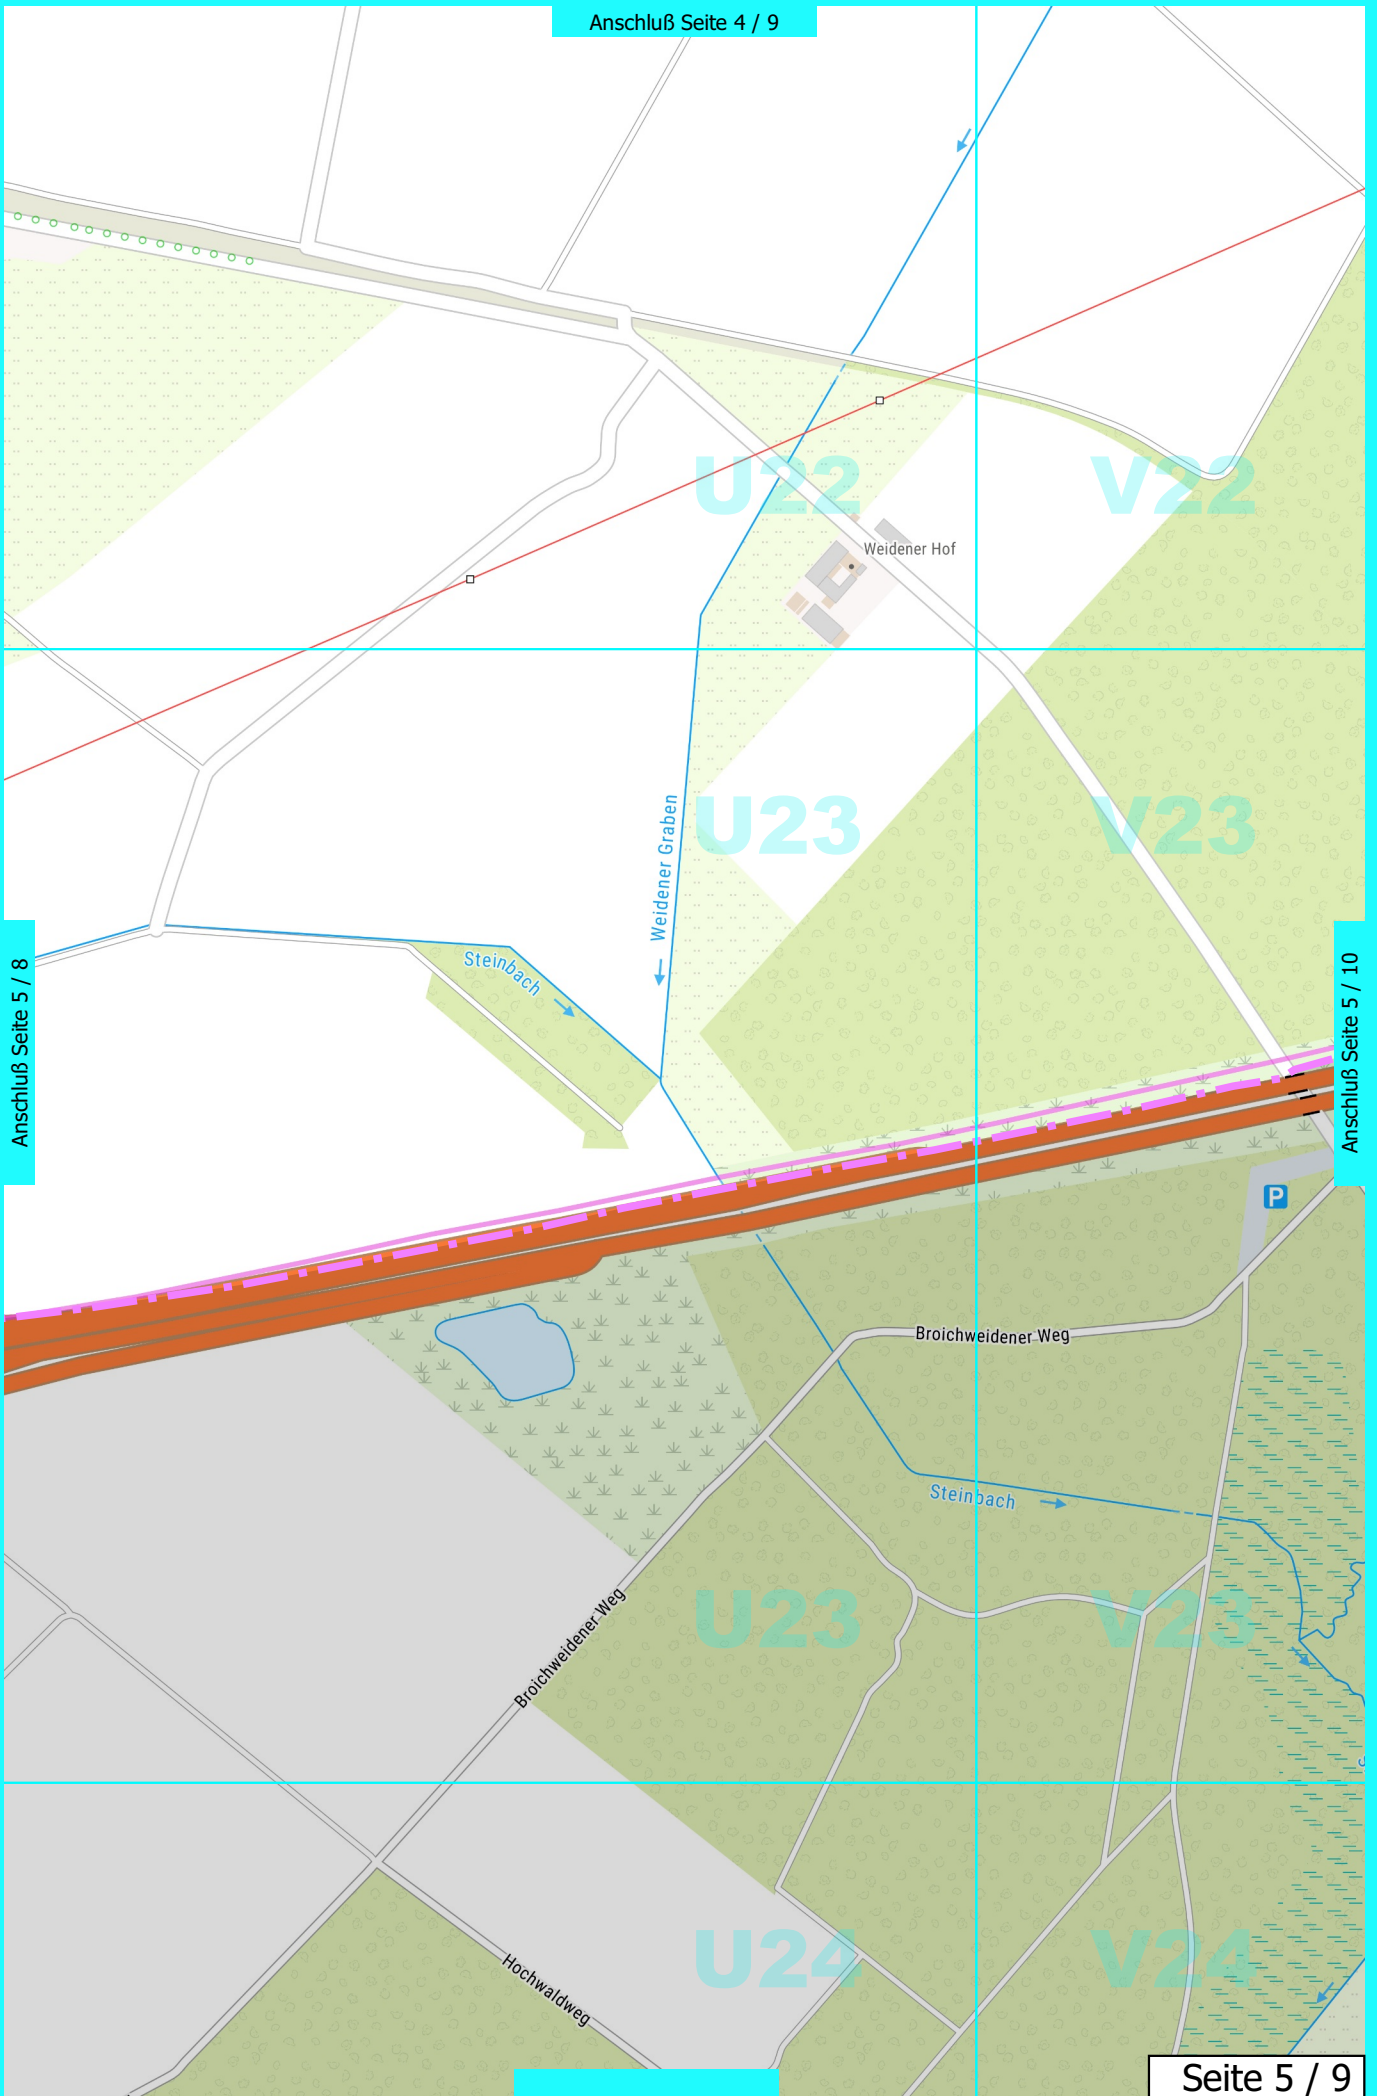 Anschluß Seite 4 / 9
U22
V22
Weidener Hof
U23
V23
Weidener Graben
Steinbach
Anschluß Seite 5 / 8
Anschluß Seite 5 / 10
P
Broichweidener Weg
Steinbach
Broichweidener Weg
U23
V23
U24
V24
Hochwaldweg
Seite 5 / 9